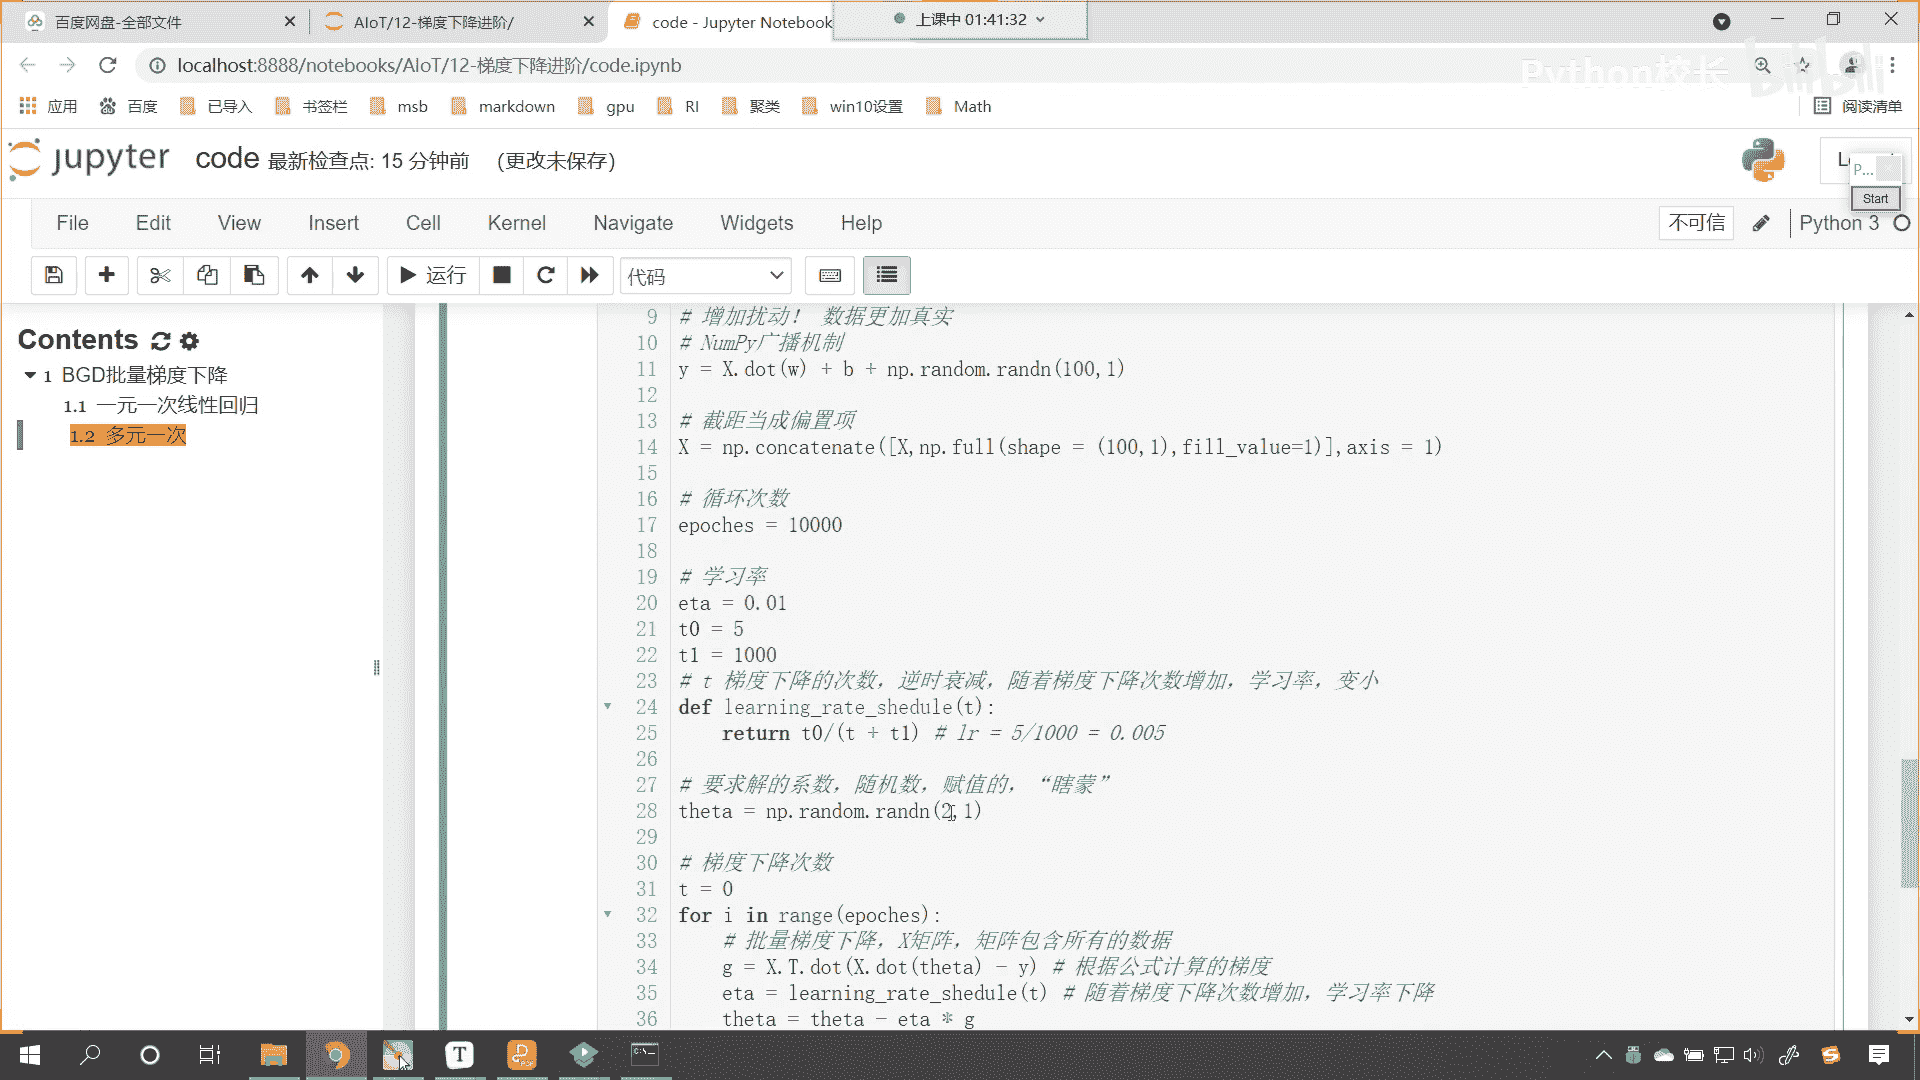 百度网盘-全部文件
AIoT/12-梯度下降进阶/
code - Jupyter Notebook
上课中 01:41:32
localhost:8888/notebooks/AIoT/12-梯度下降进阶/code.ipynb
Python校长
bilibili
应用 百度 已导入 书签栏 msb markdown gpu RI 聚类 win10设置 Math 阅读清单
jupyter code 最新检查点: 15 分钟前 (更改未保存)
P...
Start
File Edit View Insert Cell Kernel Navigate Widgets Help 不可信 Python 3
运行 代码
Contents
1 BGD批量梯度下降
1.1 一元一次线性回归
1.2 多元一次
9 # 增加扰动！ 数据更加真实
10 # NumPy广播机制
11 y = X.dot(w) + b + np.random.randn(100,1)
12
13 # 截距当成偏置项
14 X = np.concatenate([X,np.full(shape = (100,1),fill_value=1)],axis = 1)
15
16 # 循环次数
17 epoches = 10000
18
19 # 学习率
20 eta = 0.01
21 t0 = 5
22 t1 = 1000
23 # t 梯度下降的次数，逆时衰减，随着梯度下降次数增加，学习率，变小
24 def learning_rate_shedule(t):
25 return t0/(t + t1) # lr = 5/1000 = 0.005
26
27 # 要求解的系数，随机数，赋值的，“瞎蒙”
28 theta = np.random.randn(2,1)
29
30 # 梯度下降次数
31 t = 0
32 for i in range(epoches):
33 # 批量梯度下降，X矩阵，矩阵包含所有的数据
34 g = X.T.dot(X.dot(theta) - y) # 根据公式计算的梯度
35 eta = learning_rate_shedule(t) # 随着梯度下降次数增加，学习率下降
36 theta = theta - eta * g